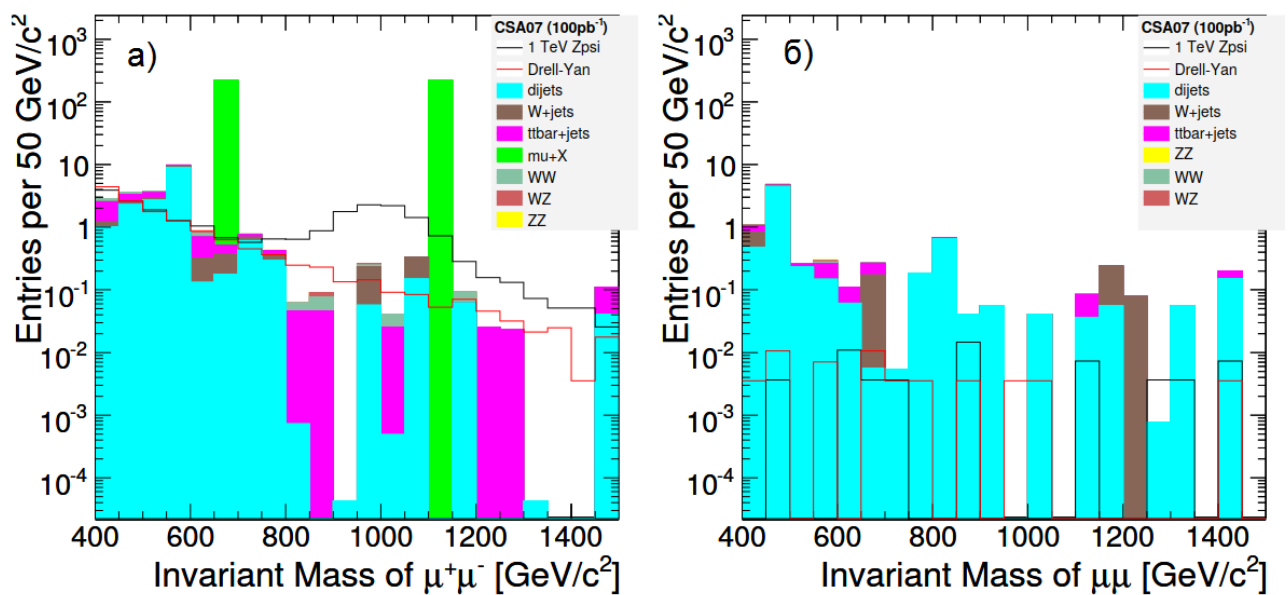 а)
Entries per 50 GeV/c²
10³
10²
10
1
10⁻¹
10⁻²
10⁻³
10⁻⁴
CSA07 (100pb⁻¹)
1 TeV Zpsi
Drell-Yan
dijets
W+jets
ttbar+jets
mu+X
WW
WZ
ZZ
400 600 800 1000 1200 1400
Invariant Mass of μ⁺μ⁻ [GeV/c²]
б)
Entries per 50 GeV/c²
10³
10²
10
1
10⁻¹
10⁻²
10⁻³
10⁻⁴
CSA07 (100pb⁻¹)
1 TeV Zpsi
Drell-Yan
dijets
W+jets
ttbar+jets
ZZ
WW
WZ
400 600 800 1000 1200 1400
Invariant Mass of μμ [GeV/c²]